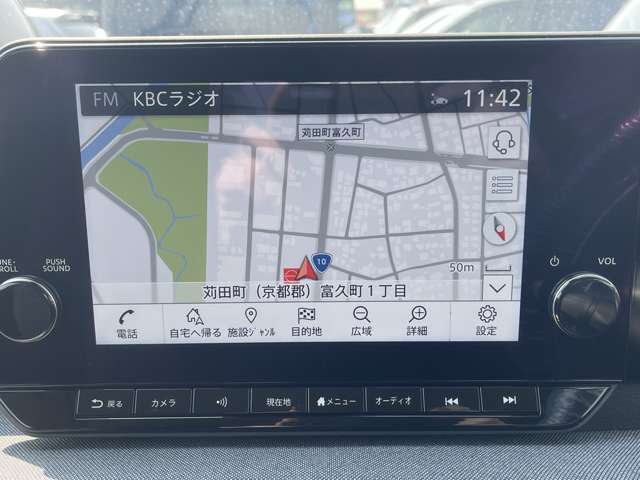 FM KBCラジオ 11:42
苅田町富久町
10
50m
苅田町（京都郡）富久町１丁目
電話 自宅へ帰る 施設ｼﾞｬﾝﾙ 目的地 広域 詳細 設定
PUSH SOUND
VOL
戻る カメラ 現在地 メニュー オーディオ